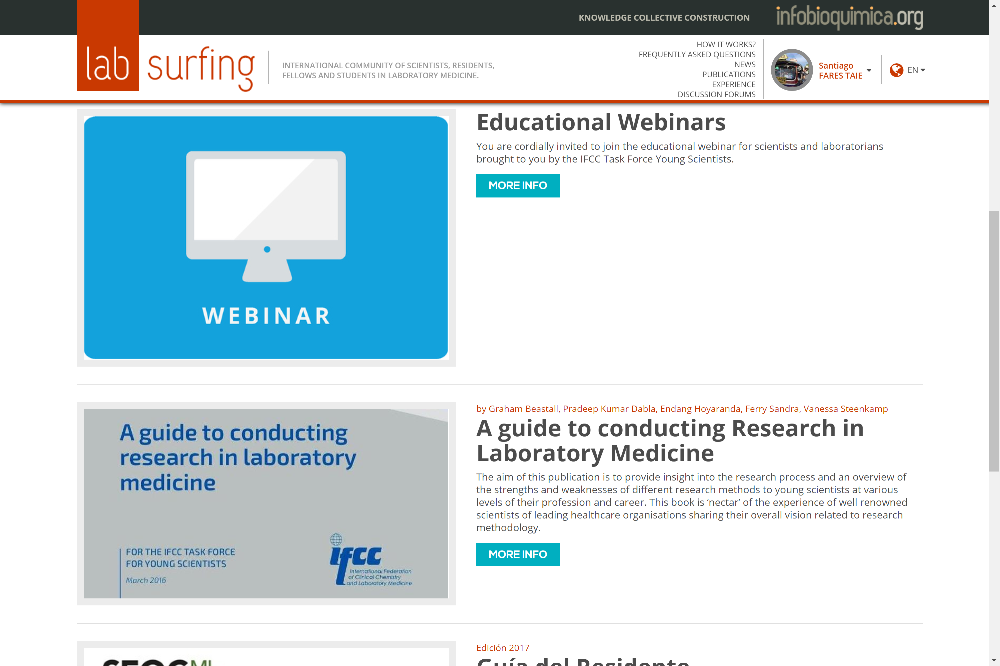 KNOWLEDGE COLLECTIVE CONSTRUCTION
infobioquimica.org
lab surfing
INTERNATIONAL COMMUNITY OF SCIENTISTS, RESIDENTS,
FELLOWS AND STUDENTS IN LABORATORY MEDICINE.
HOW IT WORKS?
FREQUENTLY ASKED QUESTIONS
NEWS
PUBLICATIONS
EXPERIENCE
DISCUSSION FORUMS
Santiago
FARES TAIE
EN
WEBINAR
Educational Webinars
You are cordially invited to join the educational webinar for scientists and laboratorians
brought to you by the IFCC Task Force Young Scientists.
MORE INFO
A guide to conducting
research in laboratory
medicine
FOR THE IFCC TASK FORCE
FOR YOUNG SCIENTISTS
March 2016
ifcc
International Federation
of Clinical Chemistry
and Laboratory Medicine
by Graham Beastall, Pradeep Kumar Dabla, Endang Hoyaranda, Ferry Sandra, Vanessa Steenkamp
A guide to conducting Research in
Laboratory Medicine
The aim of this publication is to provide insight into the research process and an overview of
the strengths and weaknesses of different research methods to young scientists at various
levels of their profession and career. This book is ‘nectar’ of the experience of well renowned
scientists of leading healthcare organisations sharing their overall vision related to research
methodology.
MORE INFO
Edición 2017
Guía del Residente